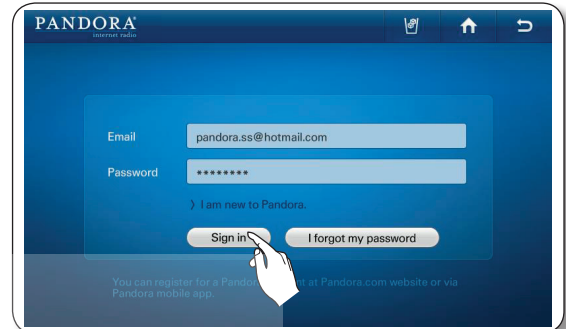 PANDORA®
internet radio
Email
pandora.ss@hotmail.com
Password
********
> I am new to Pandora.
Sign in
I forgot my password
You can register for a Pandora at Pandora.com website or via
Pandora mobile app.